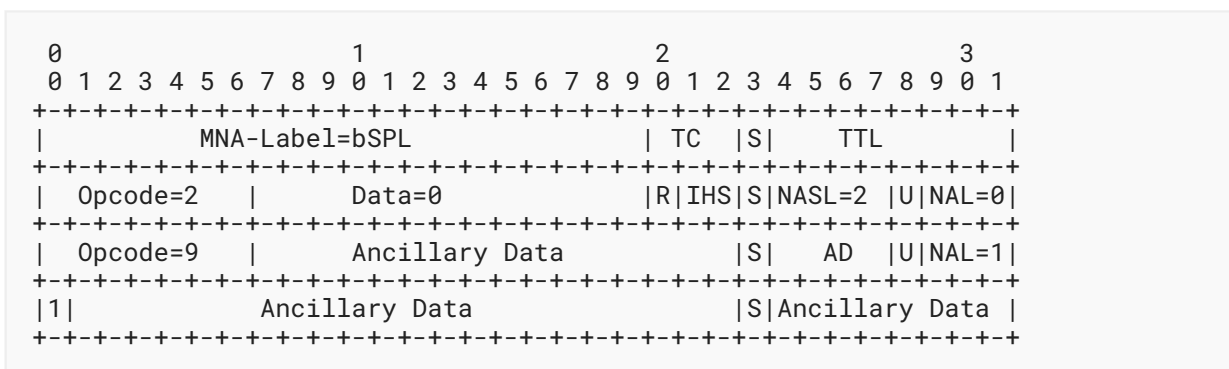 0                   1                   2                   3
 0 1 2 3 4 5 6 7 8 9 0 1 2 3 4 5 6 7 8 9 0 1 2 3 4 5 6 7 8 9 0 1
+-+-+-+-+-+-+-+-+-+-+-+-+-+-+-+-+-+-+-+-+-+-+-+-+-+-+-+-+-+-+-+-+
|          MNA-Label=bSPL               | TC  |S|    TTL        |
+-+-+-+-+-+-+-+-+-+-+-+-+-+-+-+-+-+-+-+-+-+-+-+-+-+-+-+-+-+-+-+-+
|  Opcode=2   |      Data=0             |R|IHS|S|NASL=2 |U|NAL=0|
+-+-+-+-+-+-+-+-+-+-+-+-+-+-+-+-+-+-+-+-+-+-+-+-+-+-+-+-+-+-+-+-+
|  Opcode=9   |      Ancillary Data           |S|  AD   |U|NAL=1|
+-+-+-+-+-+-+-+-+-+-+-+-+-+-+-+-+-+-+-+-+-+-+-+-+-+-+-+-+-+-+-+-+
|1|            Ancillary Data                 |S|Ancillary Data |
+-+-+-+-+-+-+-+-+-+-+-+-+-+-+-+-+-+-+-+-+-+-+-+-+-+-+-+-+-+-+-+-+